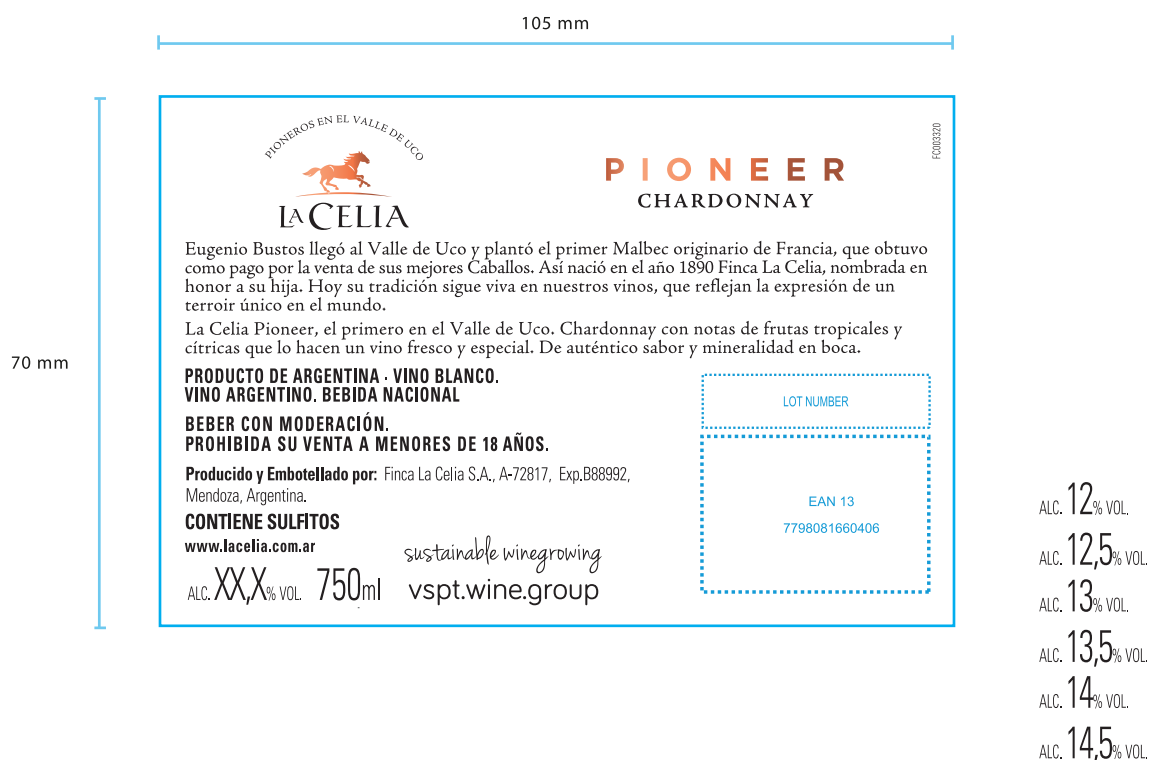 105 mm
70 mm
PIONEROS EN EL VALLE DE UCO
LA CELIA
PIONEER
CHARDONNAY
FC003320
Eugenio Bustos llegó al Valle de Uco y plantó el primer Malbec originario de Francia, que obtuvo
como pago por la venta de sus mejores Caballos. Así nació en el año 1890 Finca La Celia, nombrada en
honor a su hija. Hoy su tradición sigue viva en nuestros vinos, que reflejan la expresión de un
terroir único en el mundo.
La Celia Pioneer, el primero en el Valle de Uco. Chardonnay con notas de frutas tropicales y
cítricas que lo hacen un vino fresco y especial. De auténtico sabor y mineralidad en boca.
PRODUCTO DE ARGENTINA · VINO BLANCO.
VINO ARGENTINO. BEBIDA NACIONAL
BEBER CON MODERACIÓN.
PROHIBIDA SU VENTA A MENORES DE 18 AÑOS.
Producido y Embotellado por: Finca La Celia S.A., A-72817, Exp.B88992,
Mendoza, Argentina.
CONTIENE SULFITOS
www.lacelia.com.ar
ALC. XX,X% VOL. 750ml
sustainable winegrowing
vspt.wine.group
LOT NUMBER
EAN 13
7798081660406
ALC. 12% VOL.
ALC. 12,5% VOL.
ALC. 13% VOL.
ALC. 13,5% VOL.
ALC. 14% VOL.
ALC. 14,5% VOL.